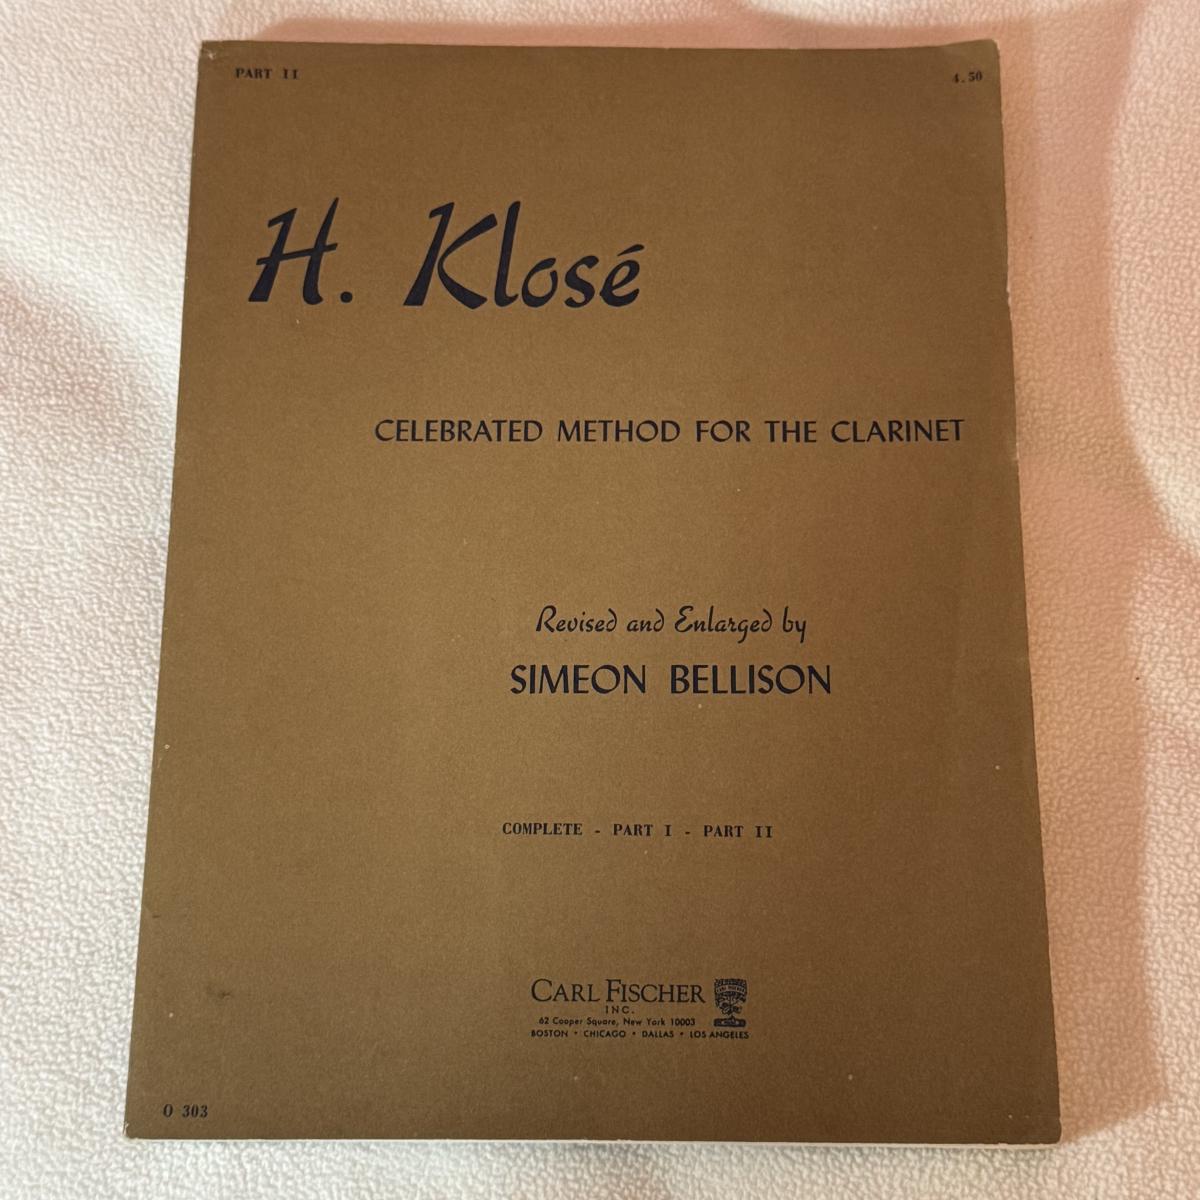 PART II
4.50
H. Klosé
CELEBRATED METHOD FOR THE CLARINET
Revised and Enlarged by
SIMEON BELLISON
COMPLETE - PART I - PART II
CARL FISCHER
INC.
62 Cooper Square, New York 10003
BOSTON • CHICAGO • DALLAS • LOS ANGELES
O 303